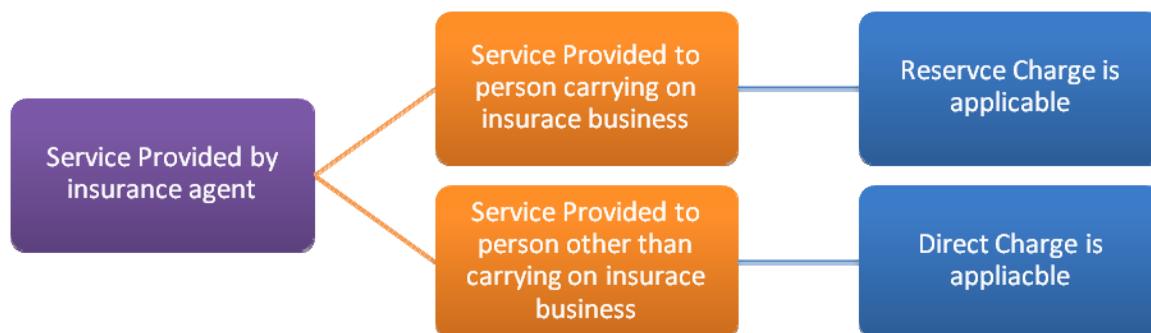 Service Provided by
insurance agent
Service Provided to
person carrying on
insurace business
Reservce Charge is
applicable
Service Provided to
person other than
carrying on insurace
business
Direct Charge is
appliacble